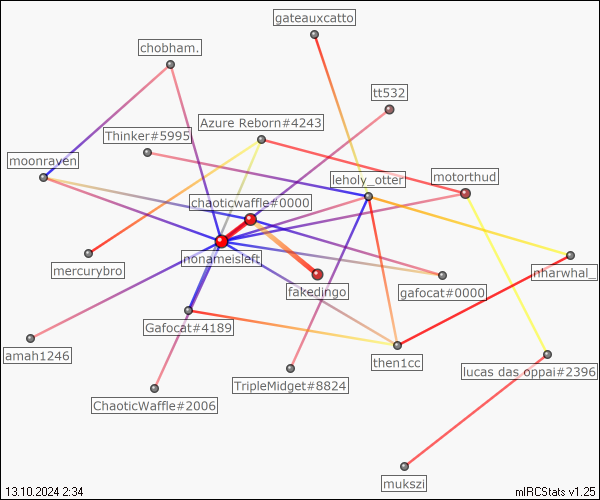 gateauxcatto
chobham.
tt532
Azure Reborn#4243
Thinker#5995
moonraven
leholy_otter
motorthud
chaoticwaffle#0000
nonameisleft
mercurybro
fakedingo
gafocat#0000
nharwhal_
Gafocat#4189
amah1246
then1cc
TripleMidget#8824
lucas das oppai#2396
ChaoticWaffle#2006
mukszi
13.10.2024 2:34
mIRCStats v1.25